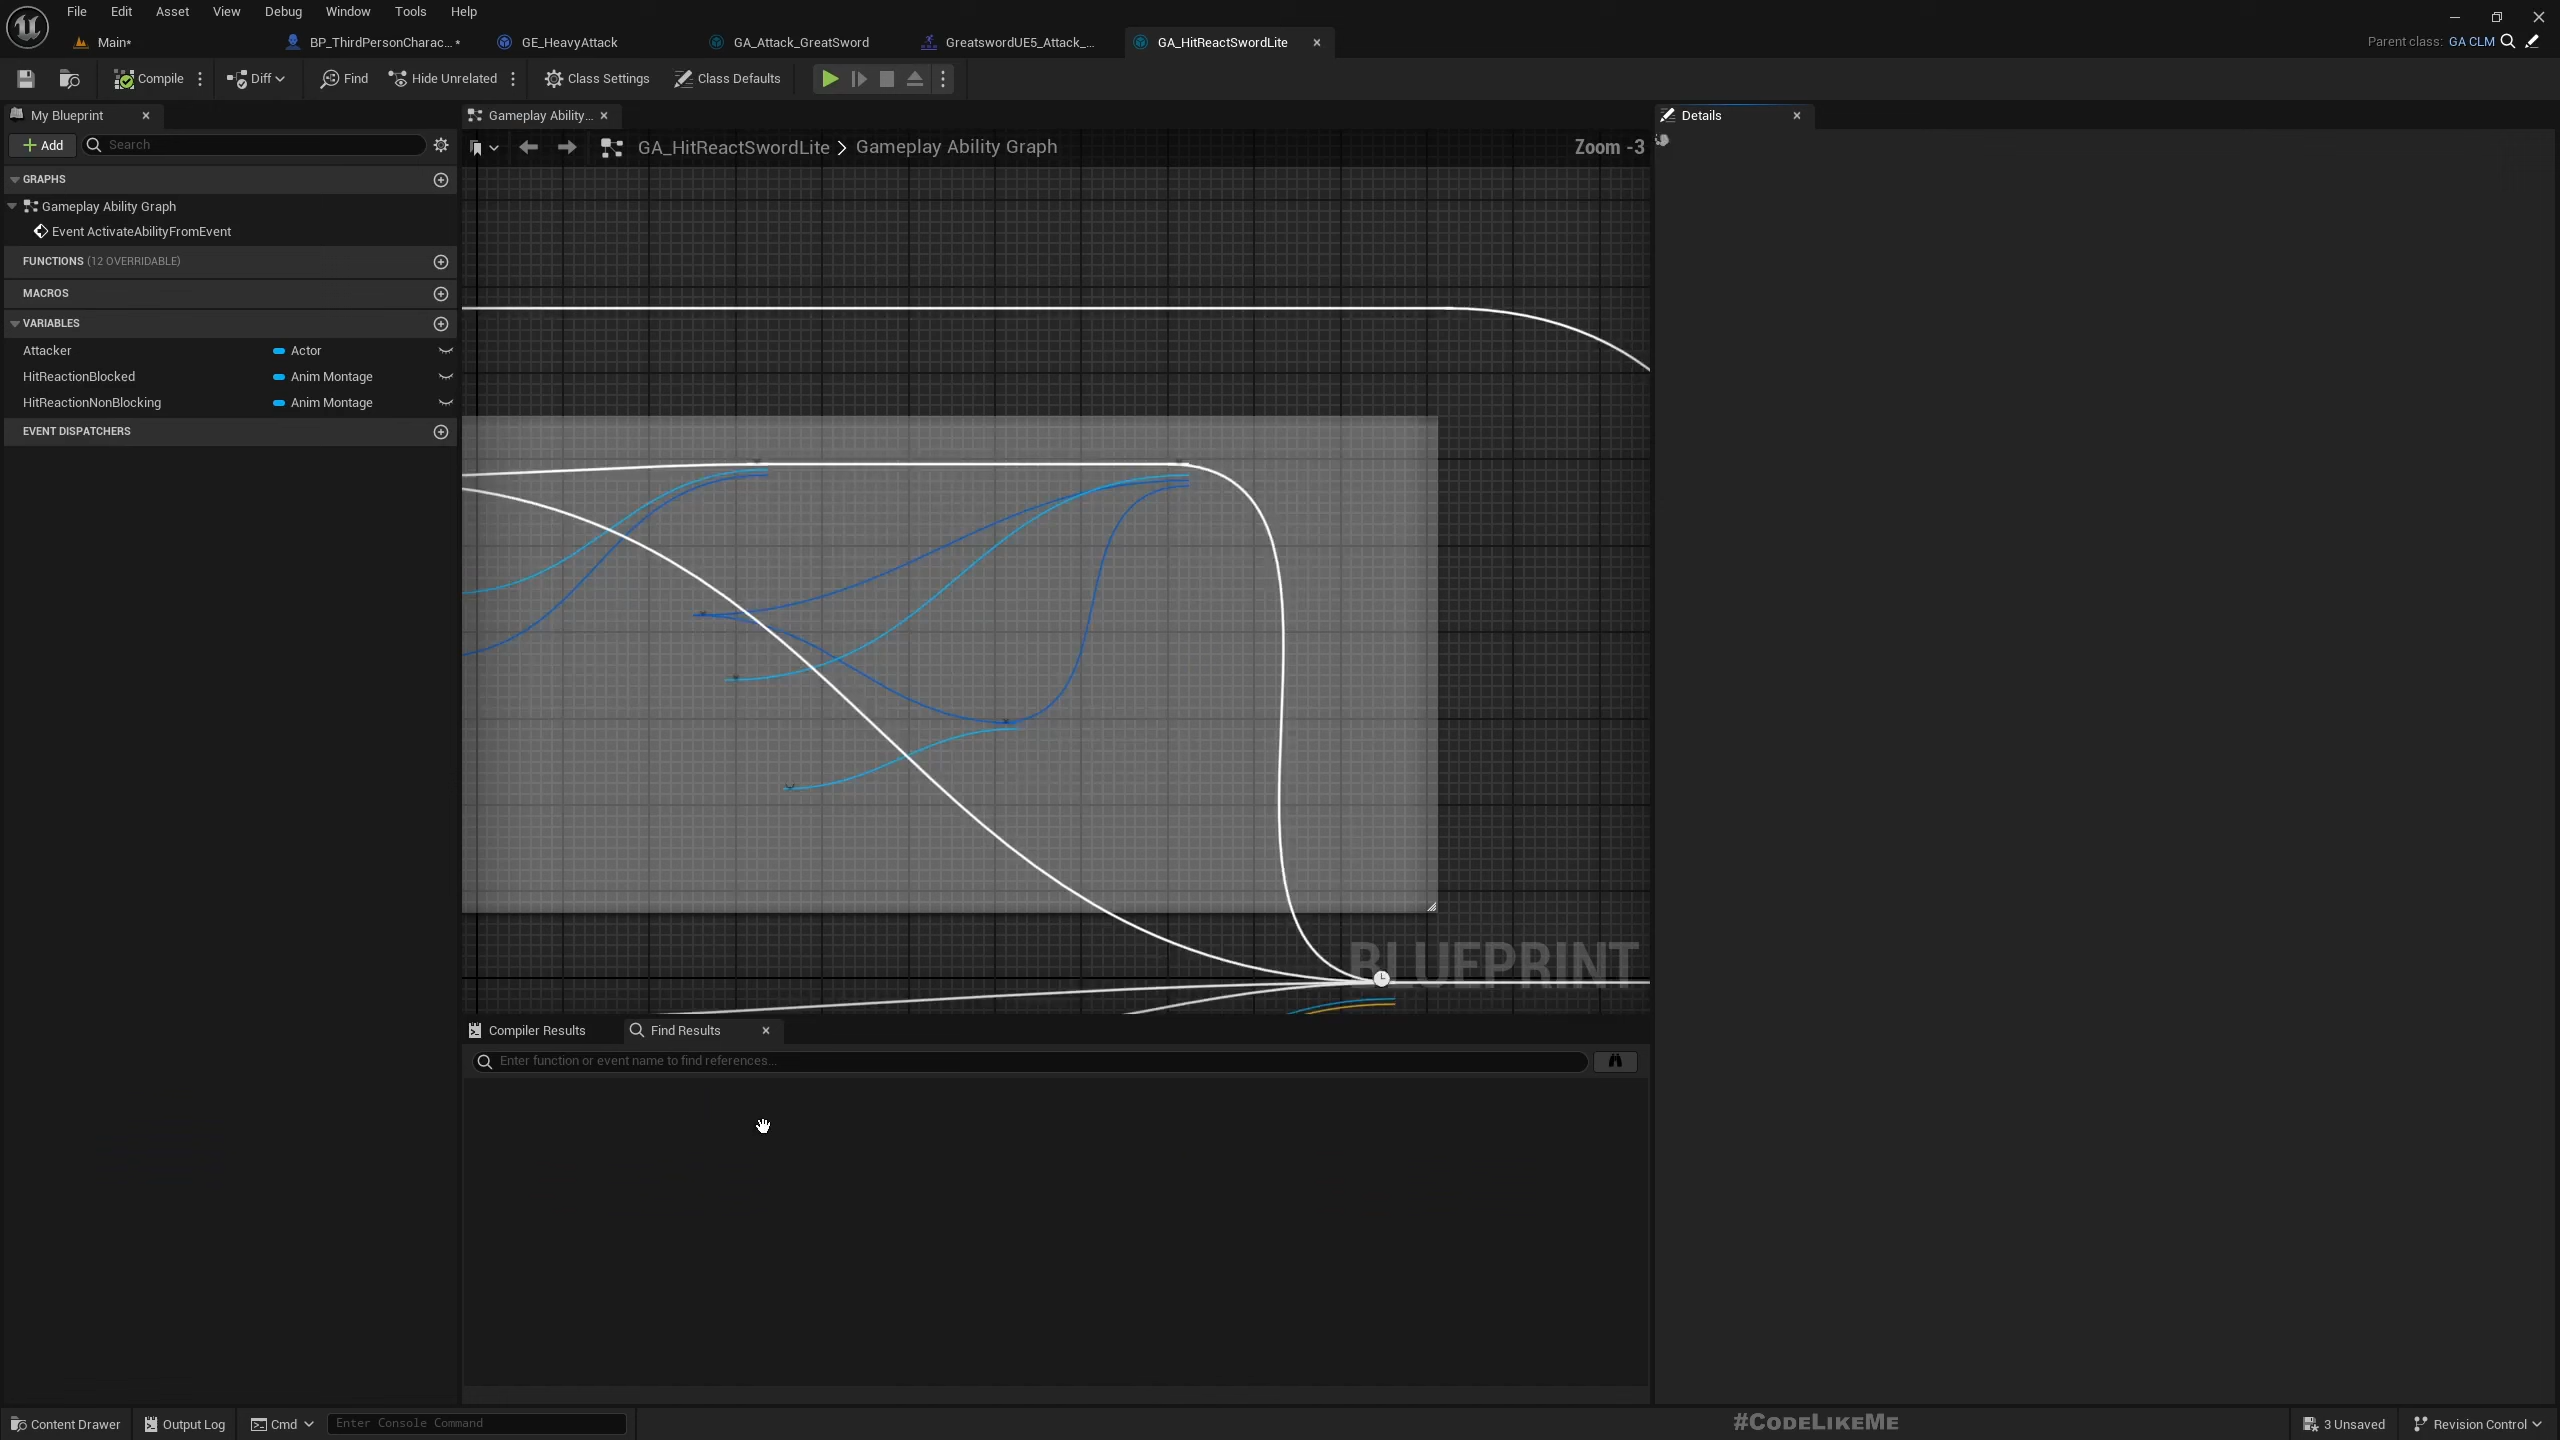 File Edit Asset View Debug Window Tools Help
Main* BP_ThirdPersonCharac... * GE_HeavyAttack GA_Attack_GreatSword GreatswordUE5_Attack_... GA_HitReactSwordLite Parent class: GA CLM
Compile Diff Find Hide Unrelated Class Settings Class Defaults
My Blueprint Gameplay Ability... Details
Add Search GA_HitReactSwordLite > Gameplay Ability Graph Zoom -3
GRAPHS
Gameplay Ability Graph
Event ActivateAbilityFromEvent
FUNCTIONS (12 OVERRIDABLE)
MACROS
VARIABLES
Attacker Actor
HitReactionBlocked Anim Montage
HitReactionNonBlocking Anim Montage
EVENT DISPATCHERS
BLUEPRINT
Compiler Results Find Results
Enter function or event name to find references...
Content Drawer Output Log Cmd Enter Console Command #CODELIKEME 3 Unsaved Revision Control